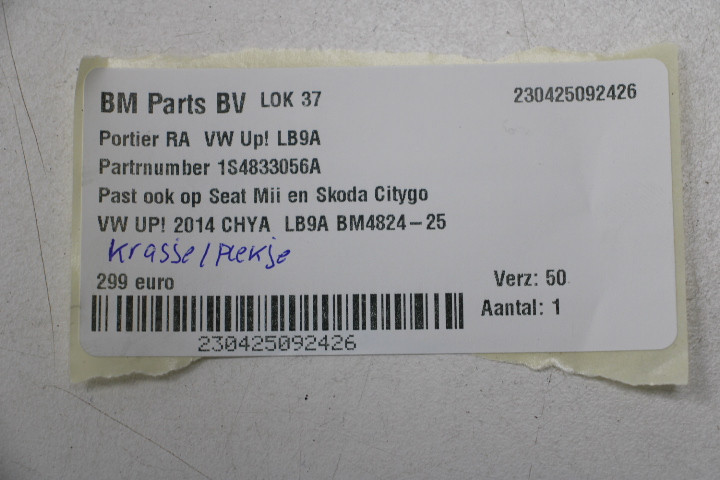 BM Parts BV LOK 37 230425092426
Portier RA VW Up! LB9A
Partrnumber 1S4833056A
Past ook op Seat Mii en Skoda Citygo
VW UP! 2014 CHYA LB9A BM4824-25
krasje/plekje
299 euro Verz: 50
Aantal: 1
230425092426